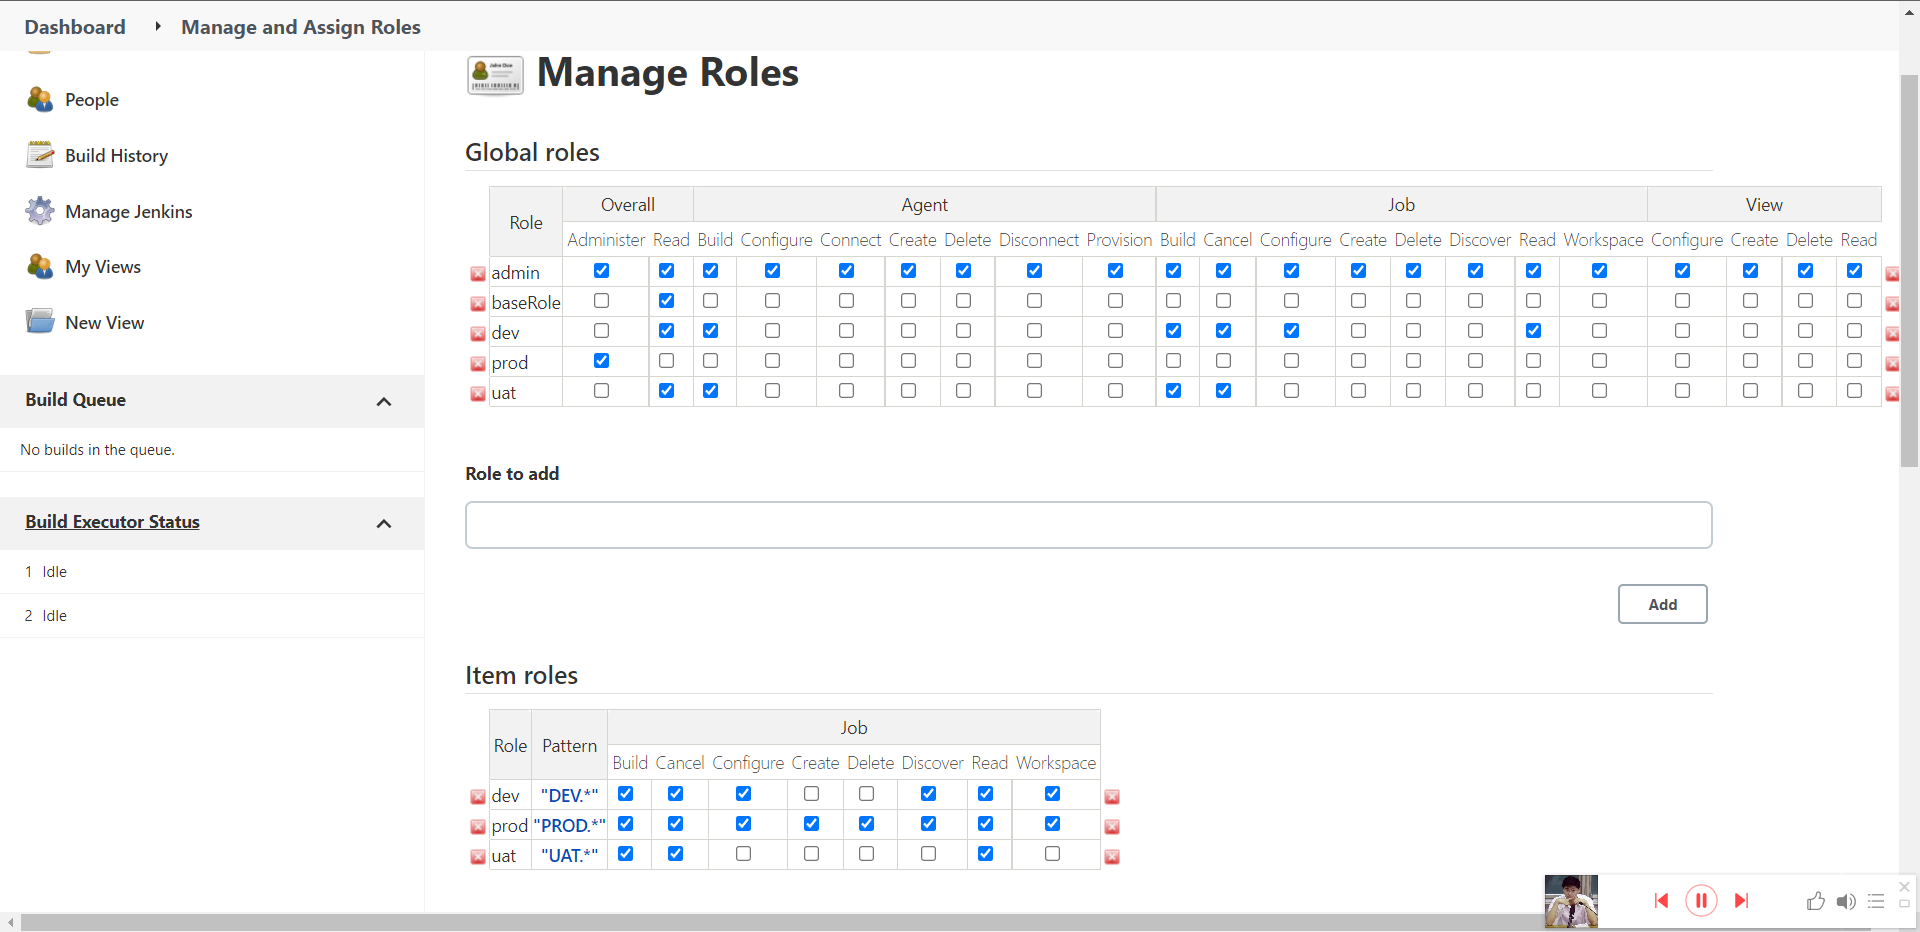 Dashboard Manage and Assign Roles
People
Build History
Manage Jenkins
My Views
New View
Build Queue
No builds in the queue.
Build Executor Status
1 Idle
2 Idle
John Doe
Manage Roles
Global roles
Role Overall Agent Job View
Administer Read Build Configure Connect Create Delete Disconnect Provision Build Cancel Configure Create Delete Discover Read Workspace Configure Create Delete Read
admin
baseRole
dev
prod
uat
Role to add
Add
Item roles
Role Pattern Job
Build Cancel Configure Create Delete Discover Read Workspace
dev "DEV.*"
prod "PROD.*"
uat "UAT.*"